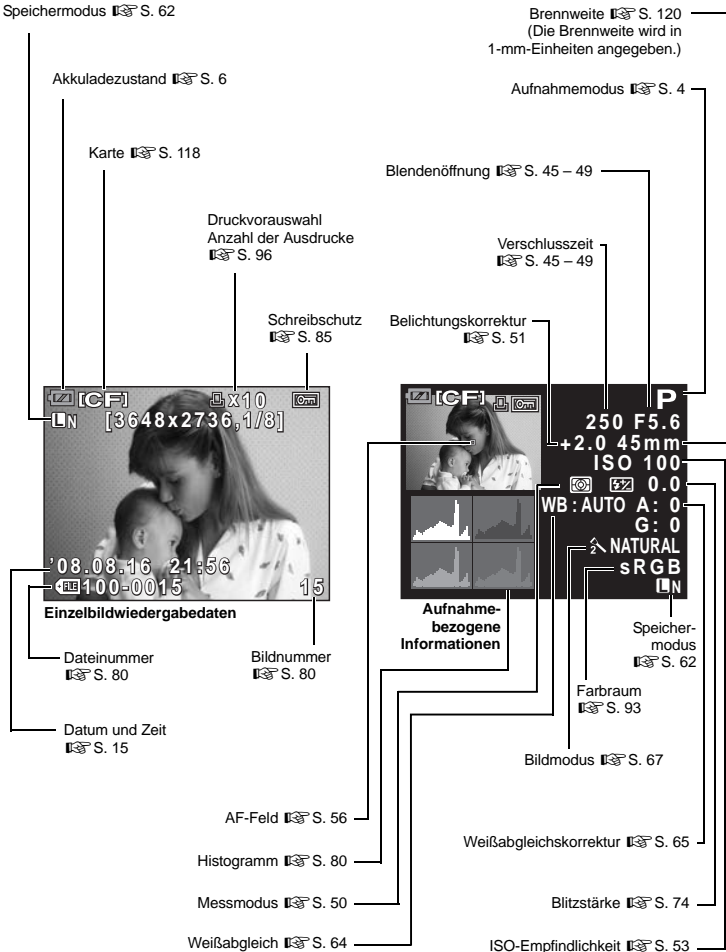 Speichermodus ☞ S. 62
Akkuladezustand ☞ S. 6
Karte ☞ S. 118
Druckvorauswahl
Anzahl der Ausdrucke
☞ S. 96
Schreibschutz
☞ S. 85
[CF] x10
LN [3648x2736,1/8]
'08.08.16 21:56
FILE 100-0015 15
Einzelbildwiedergabedaten
Dateinummer
☞ S. 80
Bildnummer
☞ S. 80
Datum und Zeit
☞ S. 15
Brennweite ☞ S. 120
(Die Brennweite wird in
1-mm-Einheiten angegeben.)
Aufnahmemodus ☞ S. 4
Blendenöffnung ☞ S. 45 – 49
Verschlusszeit
☞ S. 45 – 49
Belichtungskorrektur
☞ S. 51
[CF] P
250 F5.6
+2.0 45mm
ISO 100
0.0
WB:AUTO A: 0
G: 0
2 NATURAL
sRGB
LN
Aufnahme-
bezogene
Informationen
Speicher-
modus
☞ S. 62
Farbraum
☞ S. 93
Bildmodus ☞ S. 67
AF-Feld ☞ S. 56
Histogramm ☞ S. 80
Messmodus ☞ S. 50
Weißabgleich ☞ S. 64
Weißabgleichskorrektur ☞ S. 65
Blitzstärke ☞ S. 74
ISO-Empfindlichkeit ☞ S. 53